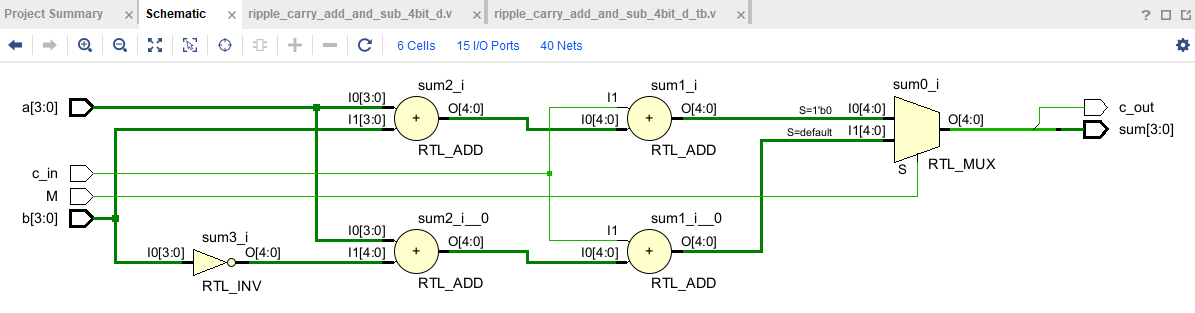 Project Summary × Schematic × ripple_carry_add_and_sub_4bit_d.v × ripple_carry_add_and_sub_4bit_d_tb.v × ?
6 Cells 15 I/O Ports 40 Nets
sum2_i sum1_i sum0_i
a[3:0] I0[3:0] I1 I0[4:0] c_out
O[4:0] O[4:0] S=1'b0
I1[3:0] + I0[4:0] + S=default I1[4:0] O[4:0] sum[3:0]
RTL_ADD RTL_ADD
c_in S RTL_MUX
M
b[3:0] sum2_i__0 sum1_i__0
sum3_i I0[3:0] I1
I0[3:0] O[4:0] I1[4:0] + O[4:0] I0[4:0] + O[4:0]
RTL_INV RTL_ADD RTL_ADD